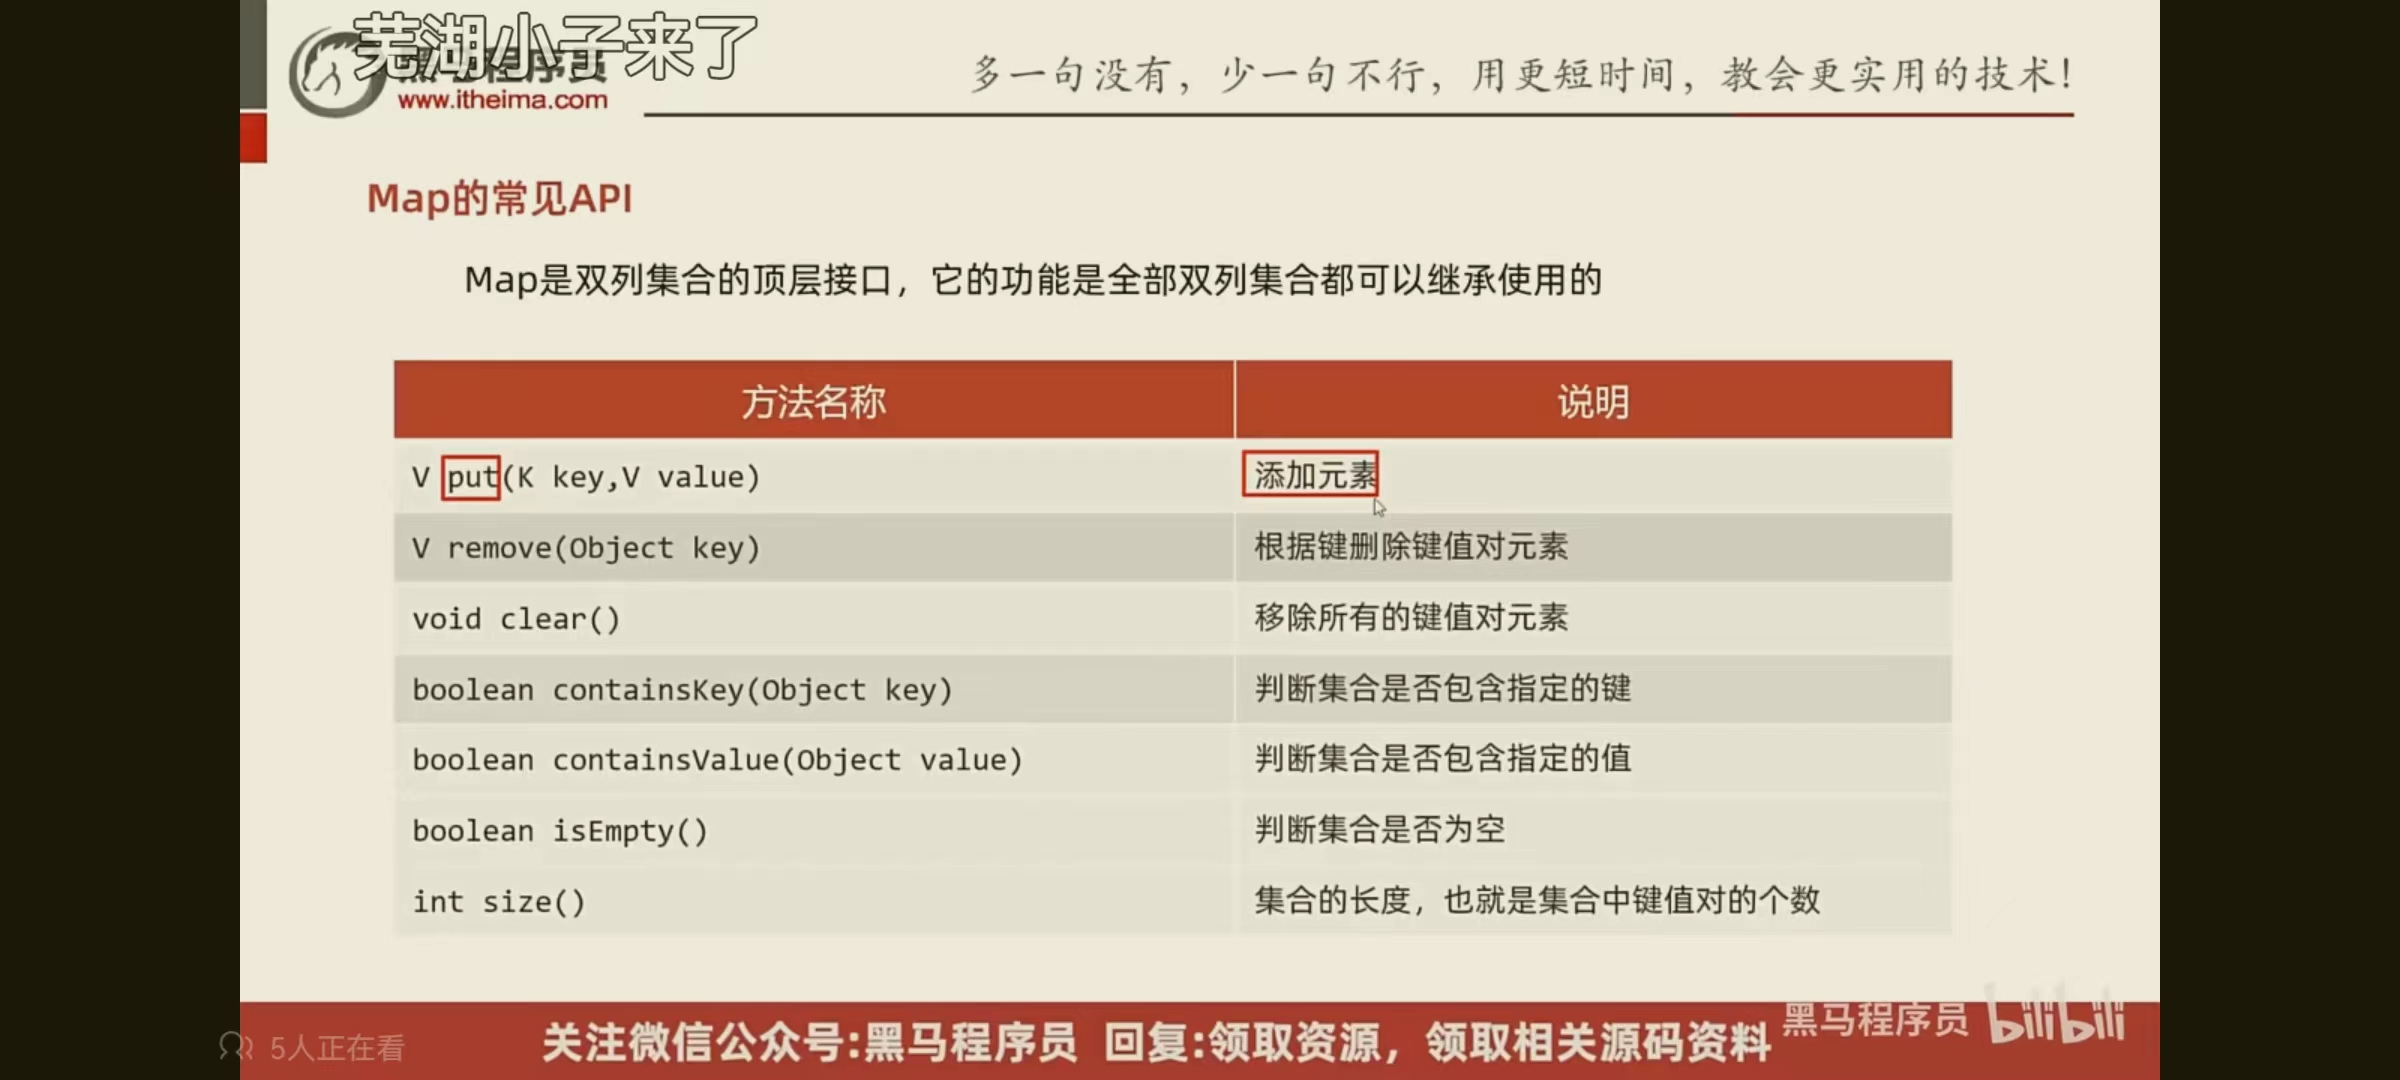 芜湖小子来了
黑马程序员
www.itheima.com
多一句没有，少一句不行，用更短时间，教会更实用的技术！
Map的常见API
Map是双列集合的顶层接口，它的功能是全部双列集合都可以继承使用的
方法名称 说明
V put(K key,V value) 添加元素
V remove(Object key) 根据键删除键值对元素
void clear() 移除所有的键值对元素
boolean containsKey(Object key) 判断集合是否包含指定的键
boolean containsValue(Object value) 判断集合是否包含指定的值
boolean isEmpty() 判断集合是否为空
int size() 集合的长度，也就是集合中键值对的个数
5人正在看
关注微信公众号:黑马程序员 回复:领取资源，领取相关源码资料
黑马程序员 bilibili